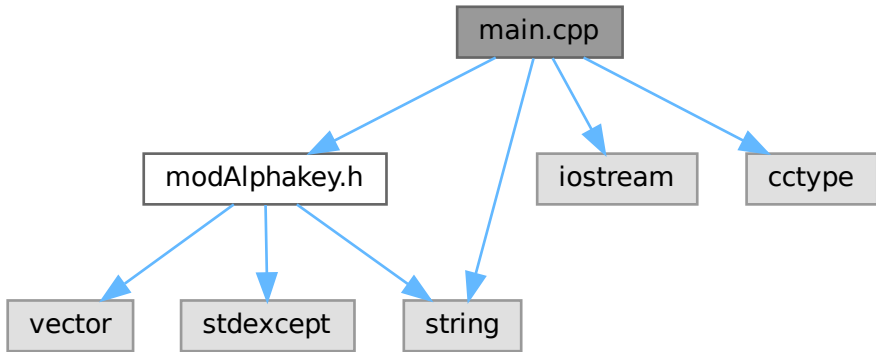 main.cpp
modAlphakey.h
iostream
cctype
vector
stdexcept
string